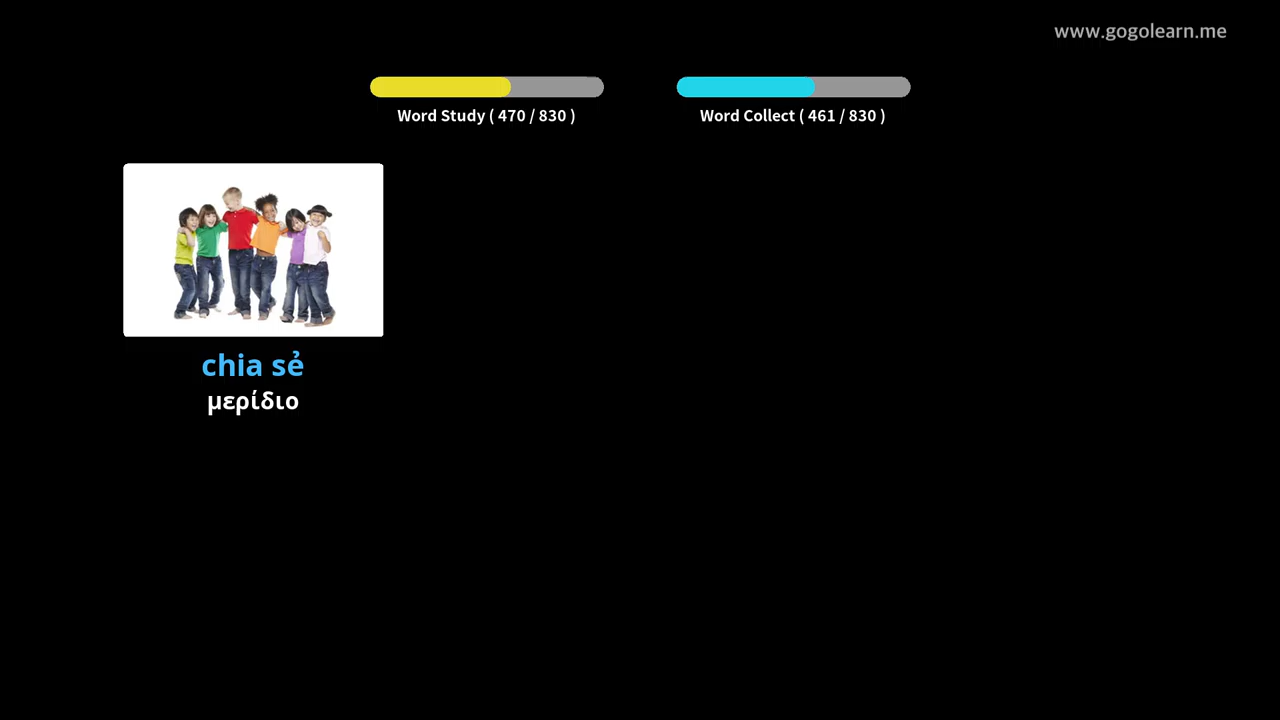 www.gogolearn.me
Word Study ( 470 / 830 )
Word Collect ( 461 / 830 )
chia sẻ
μερίδιο